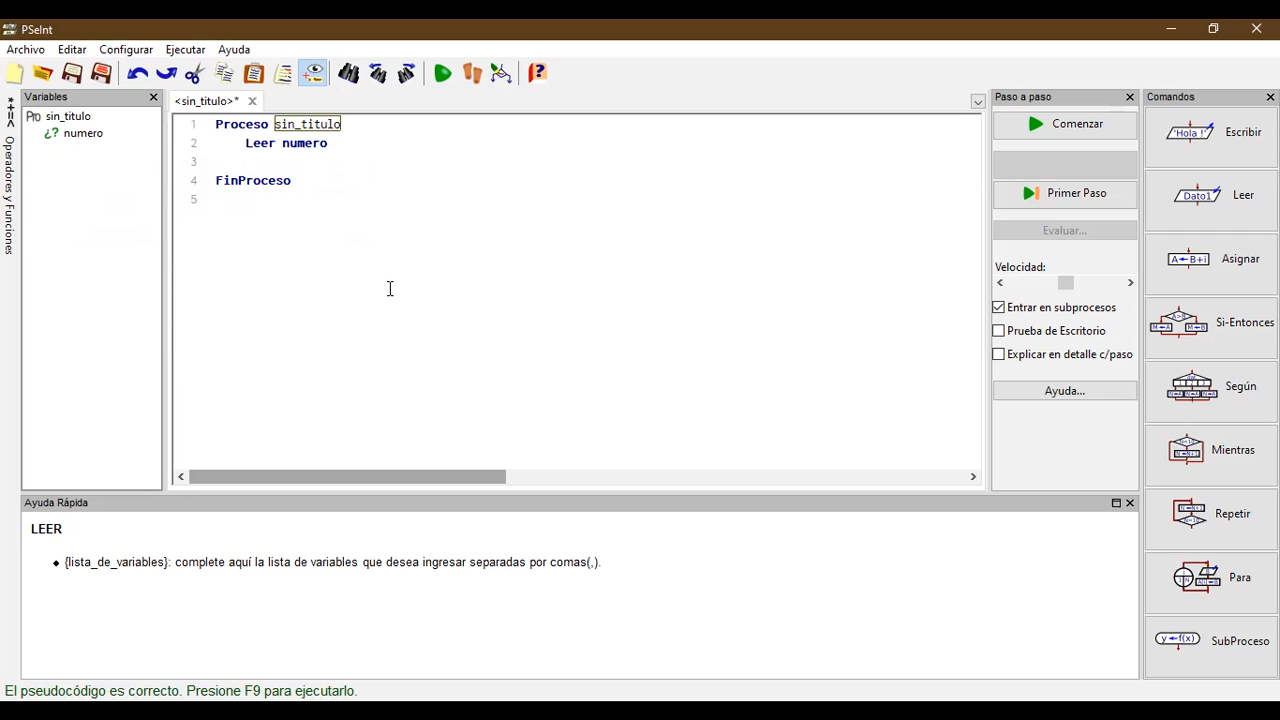 PSeInt
Archivo Editar Configurar Ejecutar Ayuda
Variables
<sin_titulo>*
Paso a paso
Comandos
*+=< Operadores y Funciones
sin_titulo
¿? numero
1 Proceso sin_titulo
2 Leer numero
3
4 FinProceso
5
Comenzar
Primer Paso
Evaluar...
Velocidad:
Entrar en subprocesos
Prueba de Escritorio
Explicar en detalle c/paso
Ayuda...
'Hola !' Escribir
Dato1 Leer
A←B+i Asignar
A>B M←A M←B Si-Entonces
Según
Mientras
Repetir
Para
y←f(x) SubProceso
Ayuda Rápida
LEER
{lista_de_variables}: complete aquí la lista de variables que desea ingresar separadas por comas(,).
El pseudocódigo es correcto. Presione F9 para ejecutarlo.